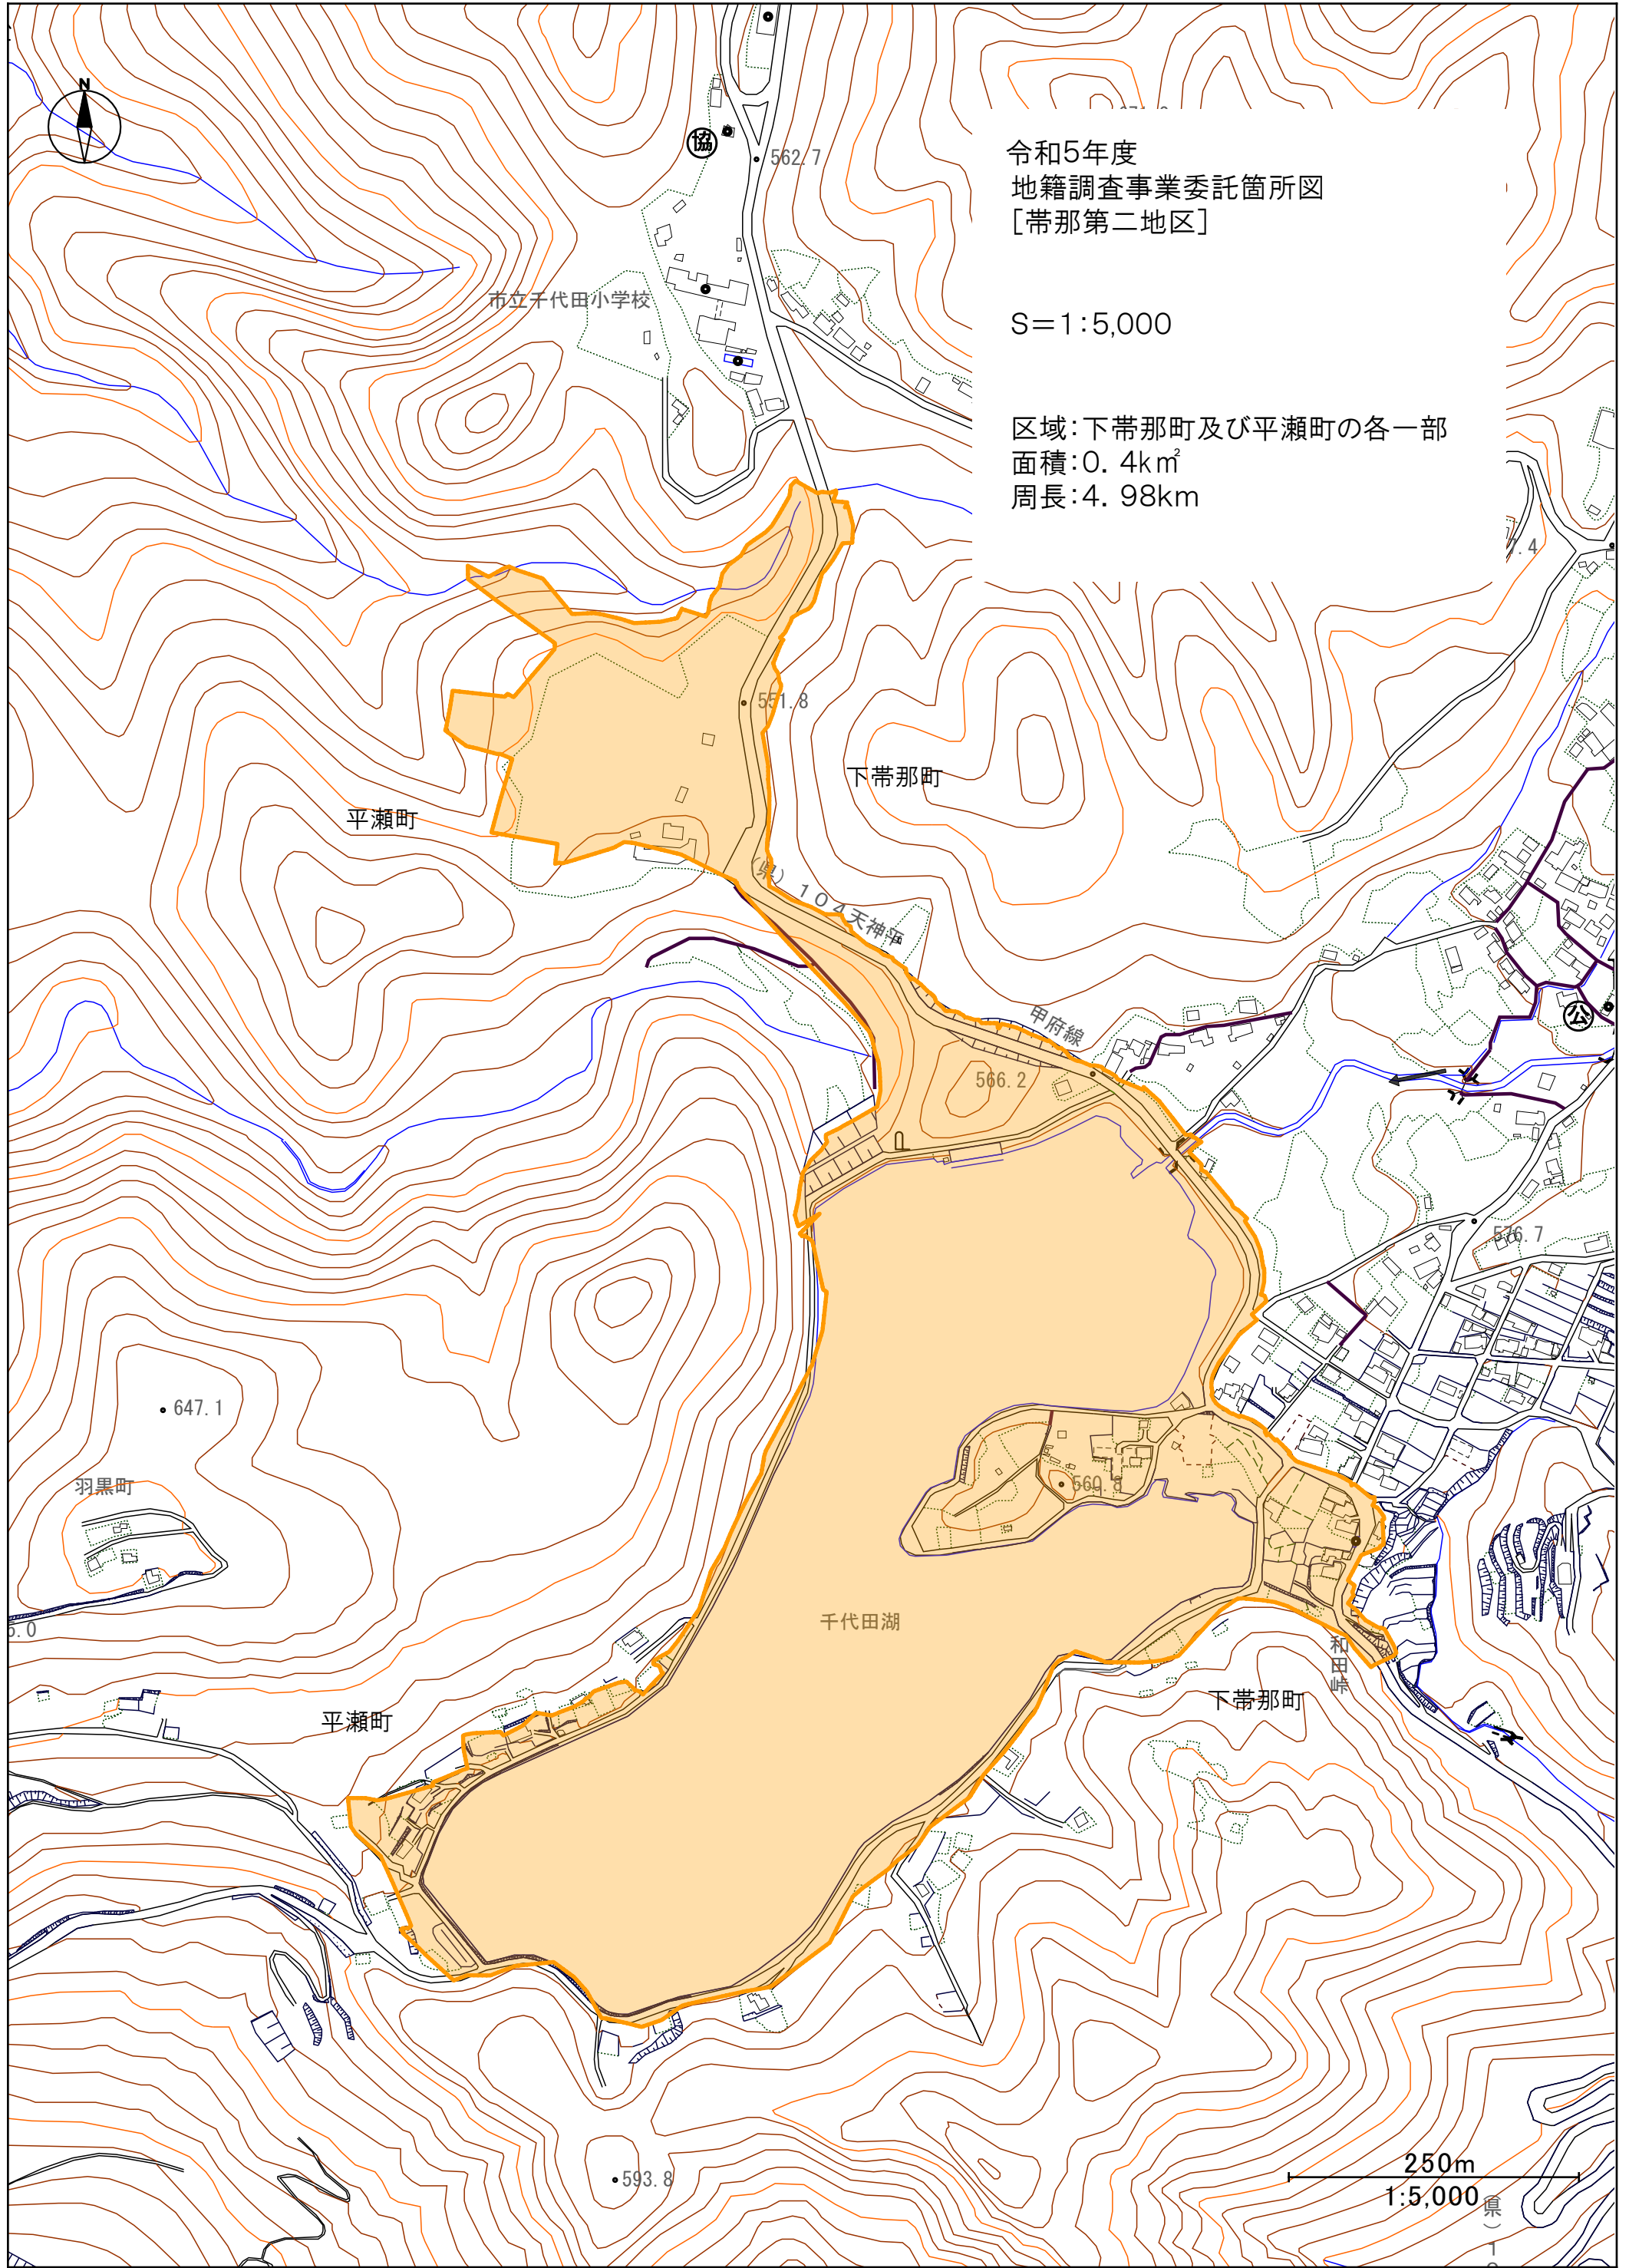 N
協
562.7
令和5年度
地籍調査事業委託箇所図
[帯那第二地区]
S=1:5,000
区域:下帯那町及び平瀬町の各一部
面積:0.4k㎡
周長:4.98km
市立千代田小学校
551.8
下帯那町
平瀬町
(県)104天神平
甲府線
公
566.2
576.7
647.1
羽黒町
560.8
千代田湖
和田峠
平瀬町
下帯那町
593.8
250m
1:5,000